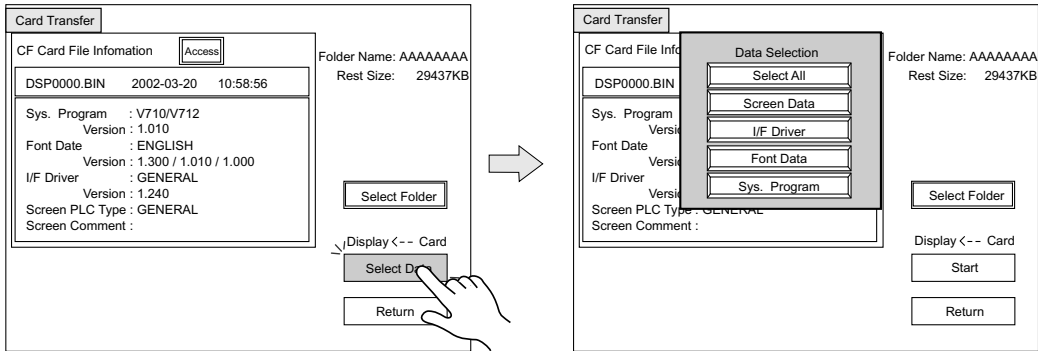 Card Transfer
CF Card File Infomation
Access
Folder Name: AAAAAAAA
Rest Size: 29437KB
DSP0000.BIN 2002-03-20 10:58:56
Sys. Program : V710/V712
Version : 1.010
Font Date : ENGLISH
Version : 1.300 / 1.010 / 1.000
I/F Driver : GENERAL
Version : 1.240
Screen PLC Type : GENERAL
Screen Comment :
Select Folder
Display <-- Card
Select Data
Return
Card Transfer
CF Card File Info
Folder Name: AAAAAAAA
Rest Size: 29437KB
DSP0000.BIN
Sys. Program
Versi
Font Date
Versi
I/F Driver
Versi
Screen PLC Type : GENERAL
Screen Comment :
Data Selection
Select All
Screen Data
I/F Driver
Font Data
Sys. Program
Select Folder
Display <-- Card
Start
Return